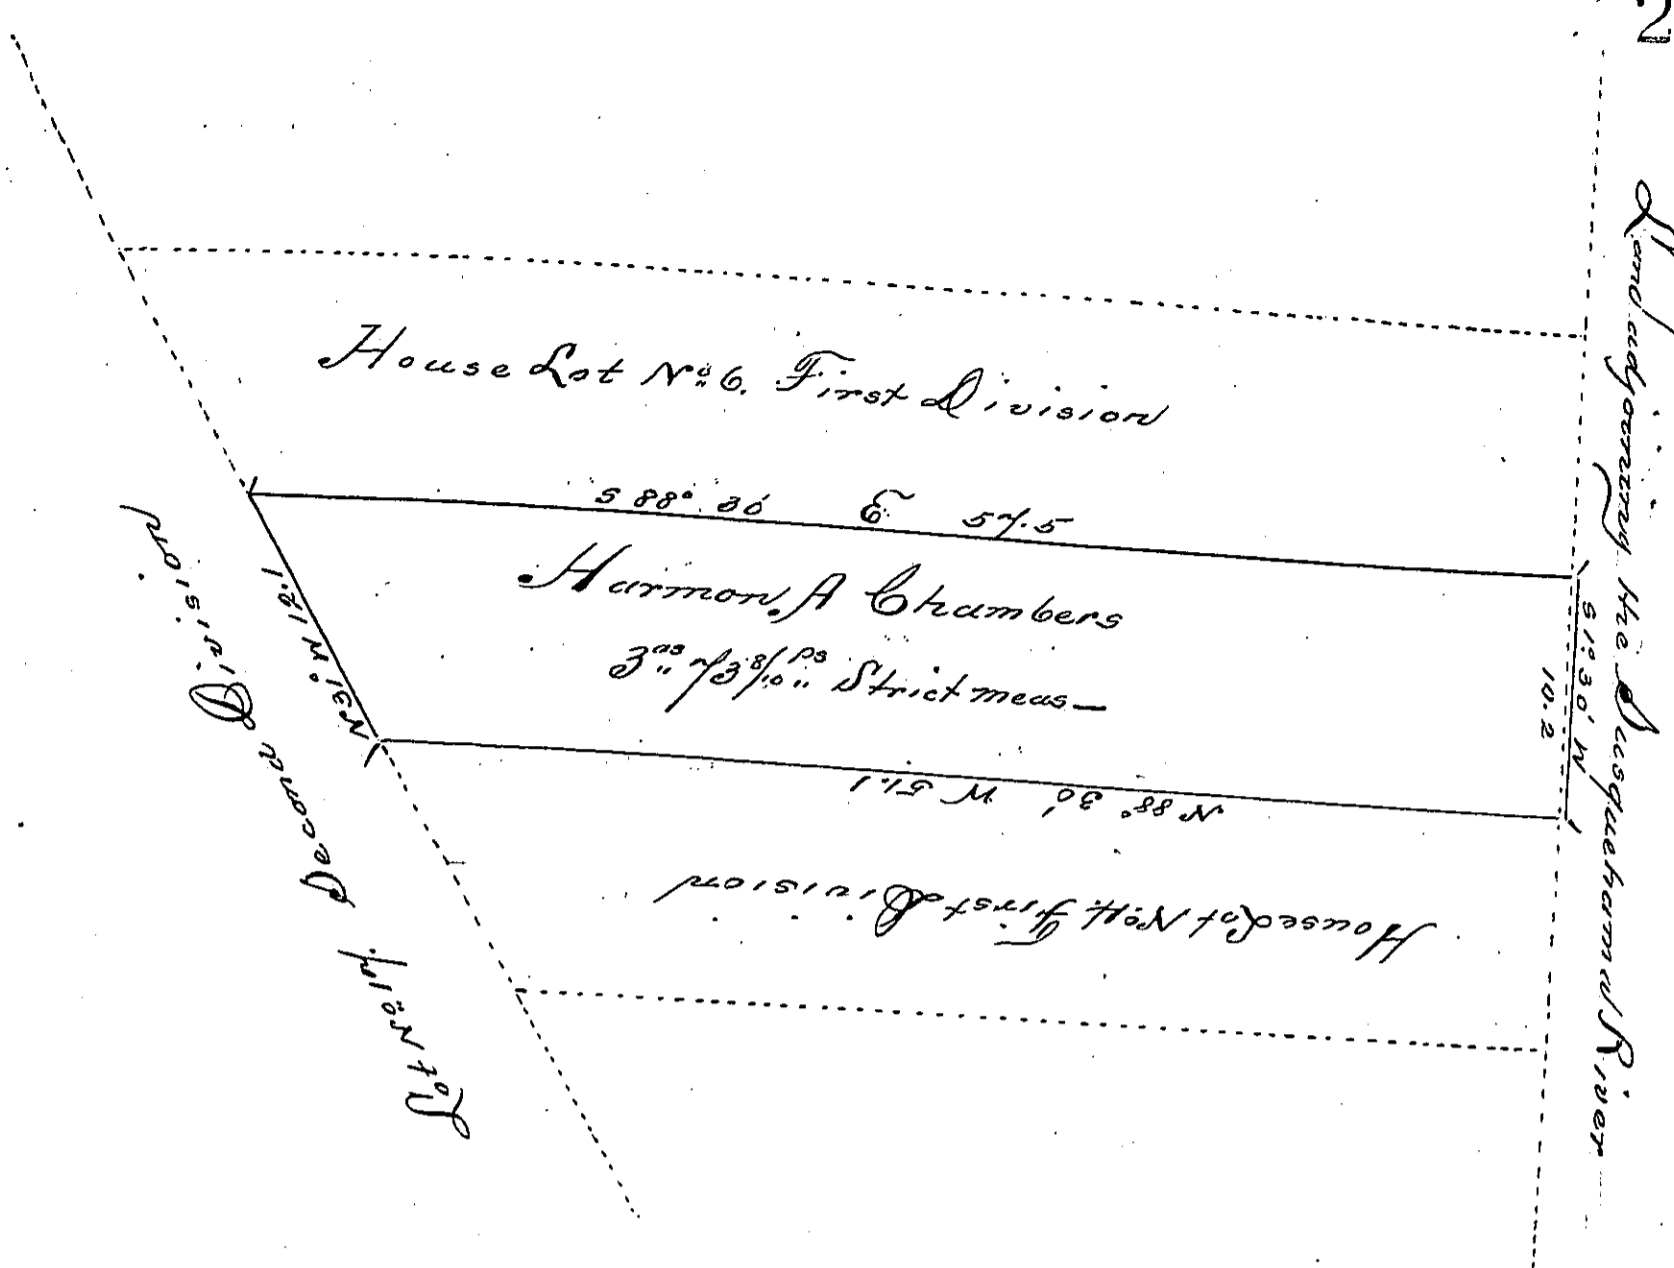 2
Land adjoining the Susquehanna River
House Lot No. 6. First Division
S 88° 30' E 57.5
Harmon A Chambers
3 as 73 8/10 ps Strict meas —
S 1° 30' W
10.2
N 88° 30' W 51.1
N 31° W 12.1
House Lot No. 4 First Division
Lot No. 17 Second Division